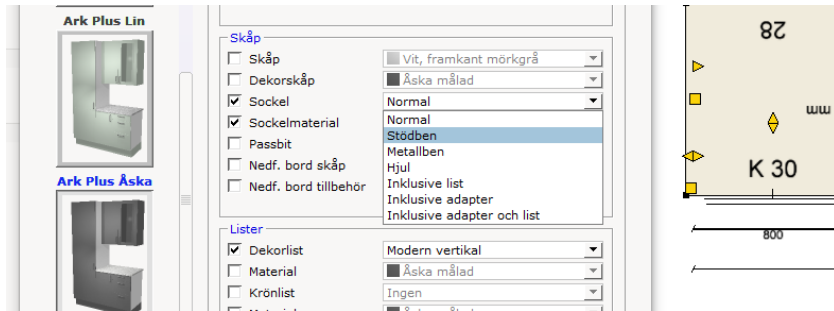 Ark Plus Lin
Ark Plus Åska
Skåp
Skåp
Vit, framkant mörkgrå
Dekorskåp
Åska målad
Sockel
Normal
Sockelmaterial
Passbit
Nedf. bord skåp
Nedf. bord tillbehör
Normal
Stödben
Metallben
Hjul
Inklusive list
Inklusive adapter
Inklusive adapter och list
Lister
Dekorlist
Modern vertikal
Material
Åska målad
Krönlist
Ingen
28
mm
K 30
800